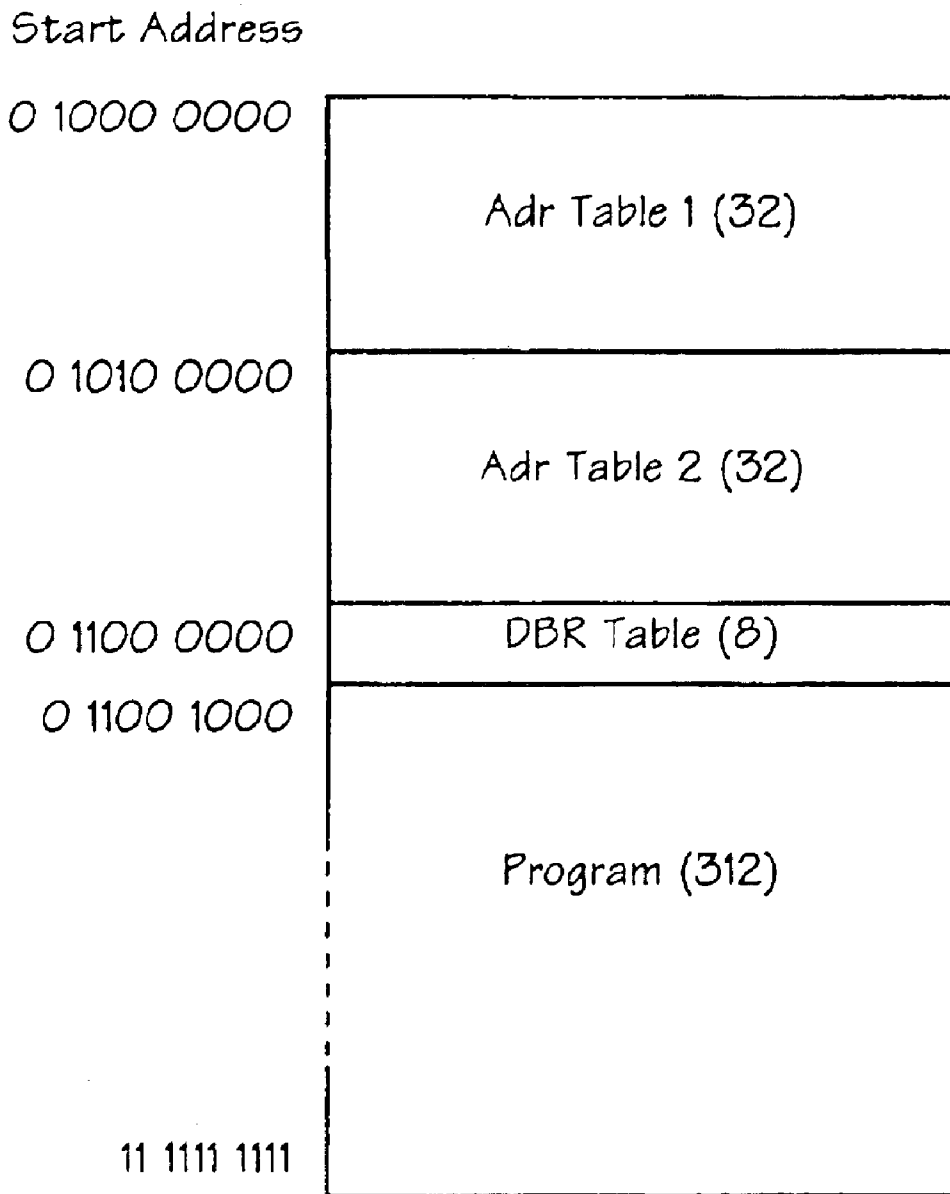 Start Address
0 1000 0000
Adr Table 1 (32)
0 1010 0000
Adr Table 2 (32)
0 1100 0000
DBR Table (8)
0 1100 1000
Program (312)
11 1111 1111